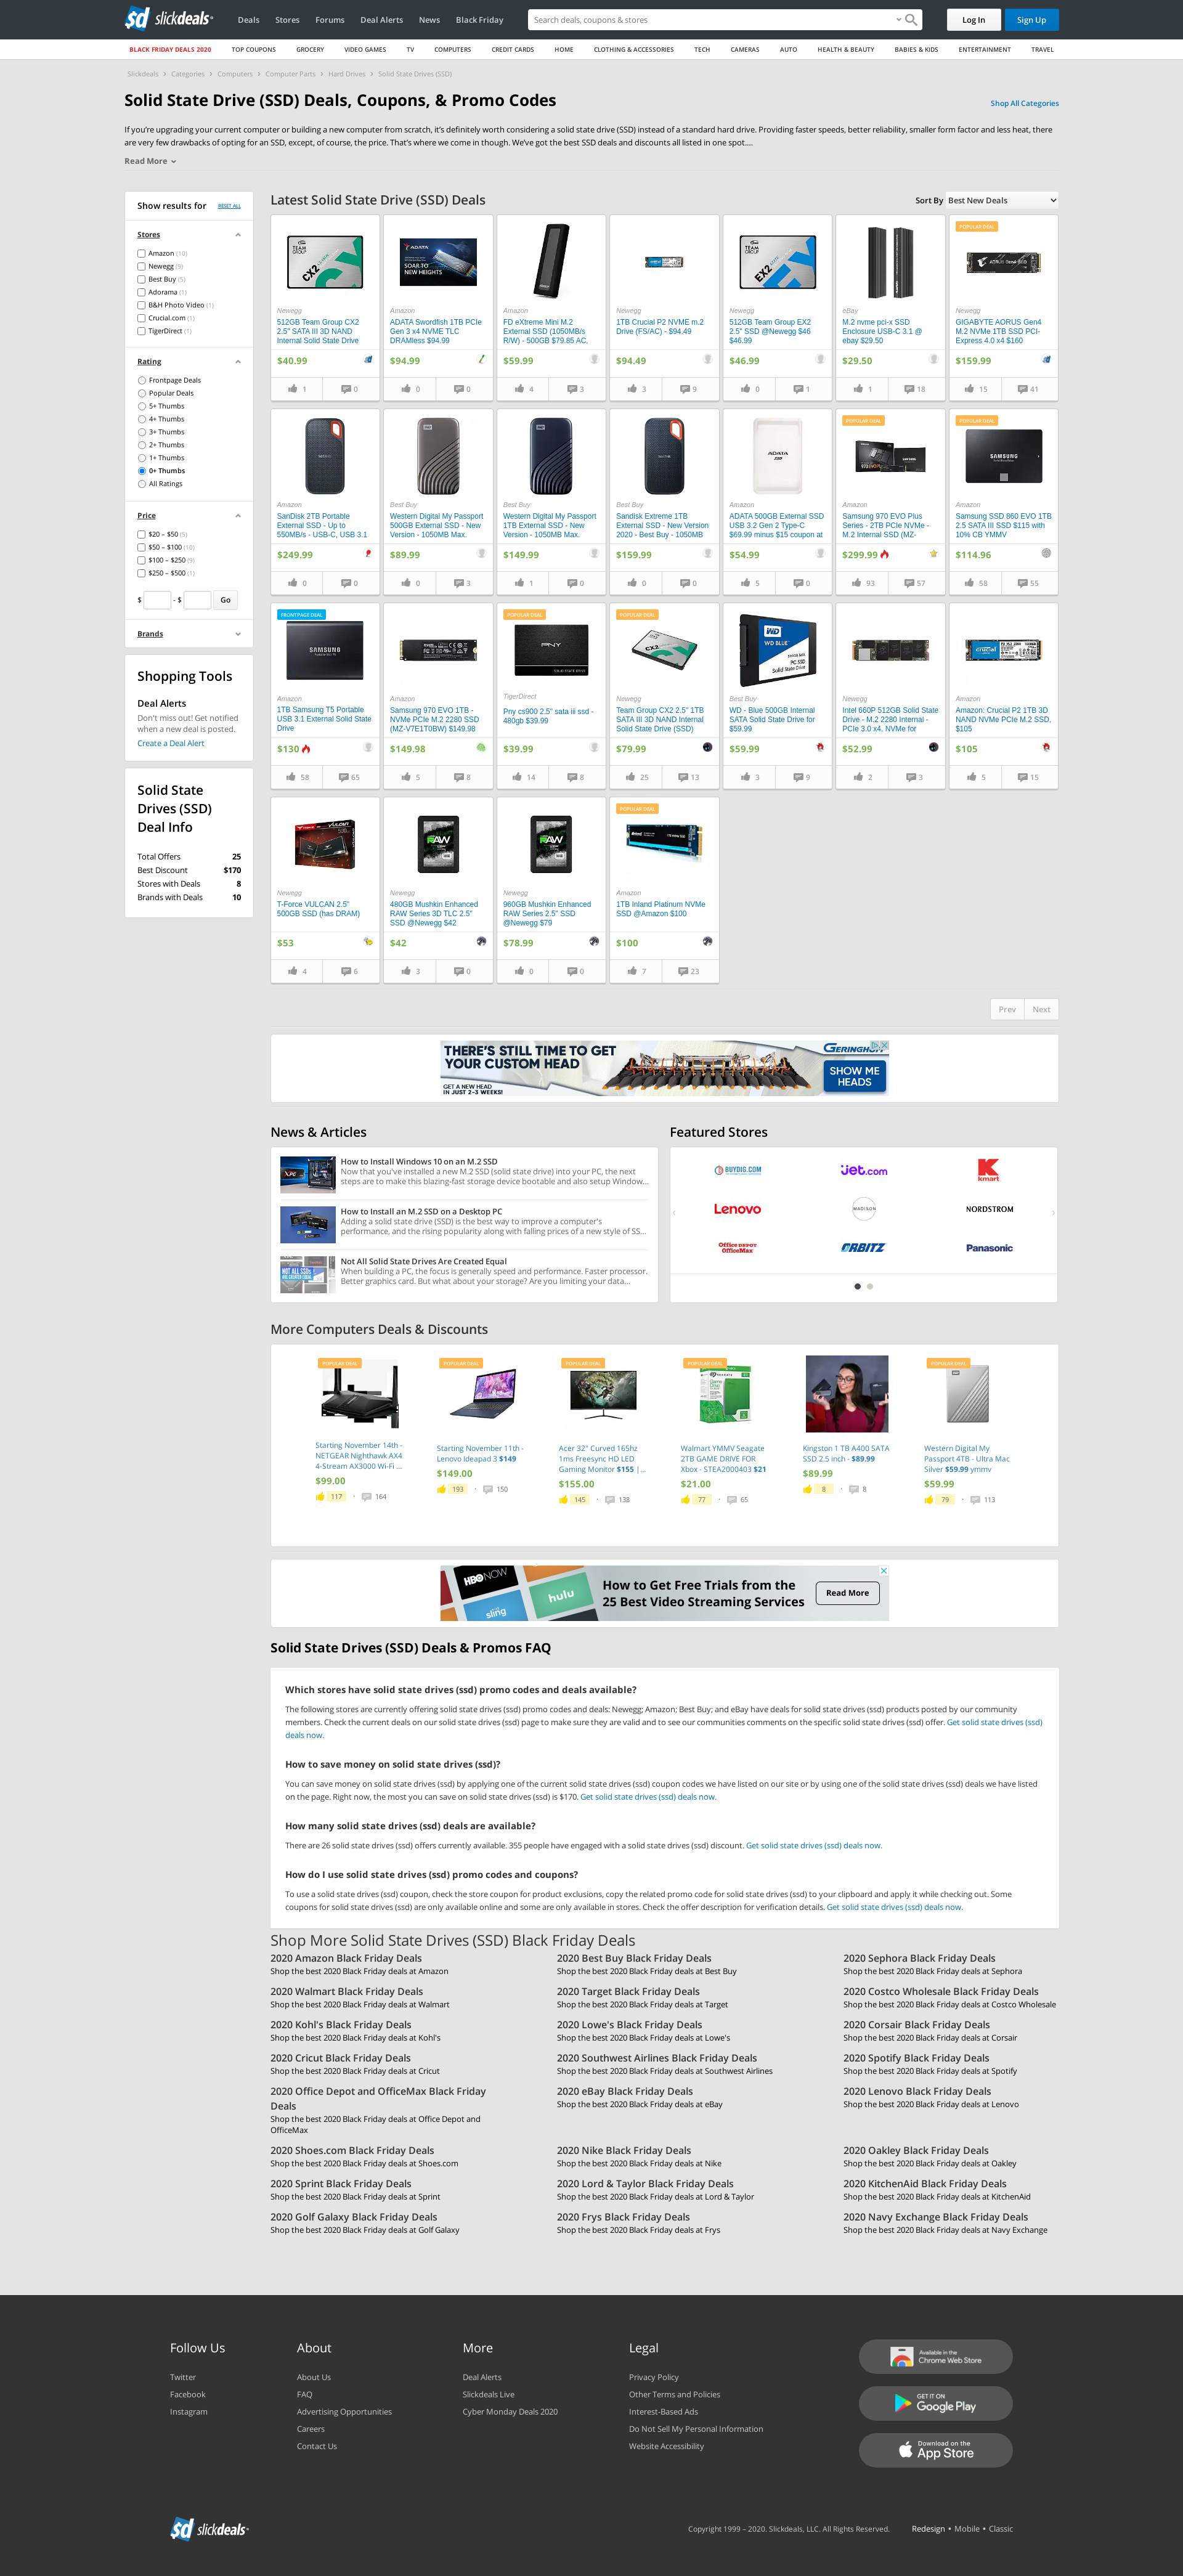 slickdeals
Deals Stores Forums Deal Alerts News Black Friday
Search deals, coupons & stores
Log In Sign Up
BLACK FRIDAY DEALS 2020 TOP COUPONS GROCERY VIDEO GAMES TV COMPUTERS CREDIT CARDS HOME CLOTHING & ACCESSORIES TECH CAMERAS AUTO HEALTH & BEAUTY BABIES & KIDS ENTERTAINMENT TRAVEL
Slickdeals › Categories › Computers › Computer Parts › Hard Drives › Solid State Drives (SSD)
Solid State Drive (SSD) Deals, Coupons, & Promo Codes
Shop All Categories
If you're upgrading your current computer or building a new computer from scratch, it's definitely worth considering a solid state drive (SSD) instead of a standard hard drive. Providing faster speeds, better reliability, smaller form factor and less heat, there
are very few drawbacks of opting for an SSD, except, of course, the price. That's where we come in though. We've got the best SSD deals and discounts all listed in one spot....
Read More
Show results for RESET ALL
Stores
Amazon (10)
Newegg (9)
Best Buy (5)
Adorama (1)
B&H Photo Video (1)
Crucial.com (1)
TigerDirect (1)
Rating
Frontpage Deals
Popular Deals
5+ Thumbs
4+ Thumbs
3+ Thumbs
2+ Thumbs
1+ Thumbs
0+ Thumbs
All Ratings
Price
$20 – $50 (5)
$50 – $100 (10)
$100 – $250 (9)
$250 – $500 (1)
$ - $ Go
Brands
Shopping Tools
Deal Alerts
Don't miss out! Get notified
when a new deal is posted.
Create a Deal Alert
Solid State
Drives (SSD)
Deal Info
Total Offers 25
Best Discount $170
Stores with Deals 8
Brands with Deals 10
Latest Solid State Drive (SSD) Deals
Sort By Best New Deals
Newegg
512GB Team Group CX2
2.5" SATA III 3D NAND
Internal Solid State Drive
$40.99
1 0
Amazon
ADATA Swordfish 1TB PCIe
Gen 3 x4 NVME TLC
DRAMless $94.99
$94.99
0 0
Amazon
FD eXtreme Mini M.2
External SSD (1050MB/s
R/W) - 500GB $79.85 AC,
$59.99
4 3
Newegg
1TB Crucial P2 NVME m.2
Drive (FS/AC) - $94.49
$94.49
3 9
Newegg
512GB Team Group EX2
2.5" SSD @Newegg $46
$46.99
$46.99
0 1
eBay
M.2 nvme pci-x SSD
Enclosure USB-C 3.1 @
ebay $29.50
$29.50
1 18
POPULAR DEAL
Newegg
GIGABYTE AORUS Gen4
M.2 NVMe 1TB SSD PCI-
Express 4.0 x4 $160
$159.99
15 41
Amazon
SanDisk 2TB Portable
External SSD - Up to
550MB/s - USB-C, USB 3.1
$249.99
0 0
Best Buy
Western Digital My Passport
500GB External SSD - New
Version - 1050MB Max.
$89.99
0 3
Best Buy
Western Digital My Passport
1TB External SSD - New
Version - 1050MB Max.
$149.99
1 0
Best Buy
Sandisk Extreme 1TB
External SSD - New Version
2020 - Best Buy - 1050MB
$159.99
0 0
Amazon
ADATA 500GB External SSD
USB 3.2 Gen 2 Type-C
$69.99 minus $15 coupon at
$54.99
5 0
POPULAR DEAL
Amazon
Samsung 970 EVO Plus
Series - 2TB PCIe NVMe -
M.2 Internal SSD (MZ-
$299.99
93 57
POPULAR DEAL
Amazon
Samsung SSD 860 EVO 1TB
2.5 SATA III SSD $115 with
10% CB YMMV
$114.96
58 55
FRONTPAGE DEAL
Amazon
1TB Samsung T5 Portable
USB 3.1 External Solid State
Drive
$130
58 65
Amazon
Samsung 970 EVO 1TB -
NVMe PCIe M.2 2280 SSD
(MZ-V7E1T0BW) $149.98
$149.98
5 8
POPULAR DEAL
TigerDirect
Pny cs900 2.5" sata iii ssd -
480gb $39.99
$39.99
14 8
POPULAR DEAL
Newegg
Team Group CX2 2.5" 1TB
SATA III 3D NAND Internal
Solid State Drive (SSD)
$79.99
25 13
Best Buy
WD - Blue 500GB Internal
SATA Solid State Drive for
$59.99
$59.99
3 9
Newegg
Intel 660P 512GB Solid State
Drive - M.2 2280 Internal -
PCIe 3.0 x4, NVMe for
$52.99
2 3
Amazon
Amazon: Crucial P2 1TB 3D
NAND NVMe PCIe M.2 SSD,
$105
$105
5 15
Newegg
T-Force VULCAN 2.5"
500GB SSD (has DRAM)
$53
4 6
Newegg
480GB Mushkin Enhanced
RAW Series 3D TLC 2.5"
SSD @Newegg $42
$42
3 0
Newegg
960GB Mushkin Enhanced
RAW Series 2.5" SSD
@Newegg $79
$78.99
0 0
POPULAR DEAL
Amazon
1TB Inland Platinum NVMe
SSD @Amazon $100
$100
7 23
Prev Next
THERE'S STILL TIME TO GET
YOUR CUSTOM HEAD
GET A NEW HEAD
IN JUST 2-3 WEEKS!
GERINGHOFF
SHOW ME
HEADS
News & Articles
How to Install Windows 10 on an M.2 SSD
Now that you've installed a new M.2 SSD (solid state drive) into your PC, the next
steps are to make this blazing-fast storage device bootable and also setup Window...
How to Install an M.2 SSD on a Desktop PC
Adding a solid state drive (SSD) is the best way to improve a computer's
performance, and the rising popularity along with falling prices of a new style of SS...
Not All Solid State Drives Are Created Equal
When building a PC, the focus is generally speed and performance. Faster processor.
Better graphics card. But what about your storage? Are you limiting your data...
Featured Stores
BUYDIG.COM Jet.com kmart
Lenovo MADISON NORDSTROM
Office DEPOT OfficeMax ORBITZ Panasonic
More Computers Deals & Discounts
POPULAR DEAL
Starting November 14th -
NETGEAR Nighthawk AX4
4-Stream AX3000 Wi-Fi ...
$99.00
117 · 164
POPULAR DEAL
Starting November 11th -
Lenovo Ideapad 3 $149
$149.00
193 · 150
POPULAR DEAL
Acer 32" Curved 165hz
1ms Freesync HD LED
Gaming Monitor $155 |...
$155.00
145 · 138
POPULAR DEAL
Walmart YMMV Seagate
2TB GAME DRIVE FOR
Xbox - STEA2000403 $21
$21.00
77 · 65
Kingston 1 TB A400 SATA
SSD 2.5 inch - $89.99
$89.99
8 · 8
POPULAR DEAL
Western Digital My
Passport 4TB - Ultra Mac
Silver $59.99 ymmv
$59.99
79 · 113
HBO NOW
sling
hulu
How to Get Free Trials from the
25 Best Video Streaming Services
Read More
Solid State Drives (SSD) Deals & Promos FAQ
Which stores have solid state drives (ssd) promo codes and deals available?
The following stores are currently offering solid state drives (ssd) promo codes and deals: Newegg; Amazon; Best Buy; and eBay have deals for solid state drives (ssd) products posted by our community
members. Check the current deals on our solid state drives (ssd) page to make sure they are valid and to see our communities comments on the specific solid state drives (ssd) offer. Get solid state drives (ssd)
deals now.
How to save money on solid state drives (ssd)?
You can save money on solid state drives (ssd) by applying one of the current solid state drives (ssd) coupon codes we have listed on our site or by using one of the solid state drives (ssd) deals we have listed
on the page. Right now, the most you can save on solid state drives (ssd) is $170. Get solid state drives (ssd) deals now.
How many solid state drives (ssd) deals are available?
There are 26 solid state drives (ssd) offers currently available. 355 people have engaged with a solid state drives (ssd) discount. Get solid state drives (ssd) deals now.
How do I use solid state drives (ssd) promo codes and coupons?
To use a solid state drives (ssd) coupon, check the store coupon for product exclusions, copy the related promo code for solid state drives (ssd) to your clipboard and apply it while checking out. Some
coupons for solid state drives (ssd) are only available online and some are only available in stores. Check the offer description for verification details. Get solid state drives (ssd) deals now.
Shop More Solid State Drives (SSD) Black Friday Deals
2020 Amazon Black Friday Deals
Shop the best 2020 Black Friday deals at Amazon
2020 Best Buy Black Friday Deals
Shop the best 2020 Black Friday deals at Best Buy
2020 Sephora Black Friday Deals
Shop the best 2020 Black Friday deals at Sephora
2020 Walmart Black Friday Deals
Shop the best 2020 Black Friday deals at Walmart
2020 Target Black Friday Deals
Shop the best 2020 Black Friday deals at Target
2020 Costco Wholesale Black Friday Deals
Shop the best 2020 Black Friday deals at Costco Wholesale
2020 Kohl's Black Friday Deals
Shop the best 2020 Black Friday deals at Kohl's
2020 Lowe's Black Friday Deals
Shop the best 2020 Black Friday deals at Lowe's
2020 Corsair Black Friday Deals
Shop the best 2020 Black Friday deals at Corsair
2020 Cricut Black Friday Deals
Shop the best 2020 Black Friday deals at Cricut
2020 Southwest Airlines Black Friday Deals
Shop the best 2020 Black Friday deals at Southwest Airlines
2020 Spotify Black Friday Deals
Shop the best 2020 Black Friday deals at Spotify
2020 Office Depot and OfficeMax Black Friday
Deals
Shop the best 2020 Black Friday deals at Office Depot and
OfficeMax
2020 eBay Black Friday Deals
Shop the best 2020 Black Friday deals at eBay
2020 Lenovo Black Friday Deals
Shop the best 2020 Black Friday deals at Lenovo
2020 Shoes.com Black Friday Deals
Shop the best 2020 Black Friday deals at Shoes.com
2020 Nike Black Friday Deals
Shop the best 2020 Black Friday deals at Nike
2020 Oakley Black Friday Deals
Shop the best 2020 Black Friday deals at Oakley
2020 Sprint Black Friday Deals
Shop the best 2020 Black Friday deals at Sprint
2020 Lord & Taylor Black Friday Deals
Shop the best 2020 Black Friday deals at Lord & Taylor
2020 KitchenAid Black Friday Deals
Shop the best 2020 Black Friday deals at KitchenAid
2020 Golf Galaxy Black Friday Deals
Shop the best 2020 Black Friday deals at Golf Galaxy
2020 Frys Black Friday Deals
Shop the best 2020 Black Friday deals at Frys
2020 Navy Exchange Black Friday Deals
Shop the best 2020 Black Friday deals at Navy Exchange
Follow Us
Twitter
Facebook
Instagram
About
About Us
FAQ
Advertising Opportunities
Careers
Contact Us
More
Deal Alerts
Slickdeals Live
Cyber Monday Deals 2020
Legal
Privacy Policy
Other Terms and Policies
Interest-Based Ads
Do Not Sell My Personal Information
Website Accessibility
Available in the
Chrome Web Store
GET IT ON
Google Play
Download on the
App Store
slickdeals
Copyright 1999 – 2020. Slickdeals, LLC. All Rights Reserved.
Redesign • Mobile • Classic